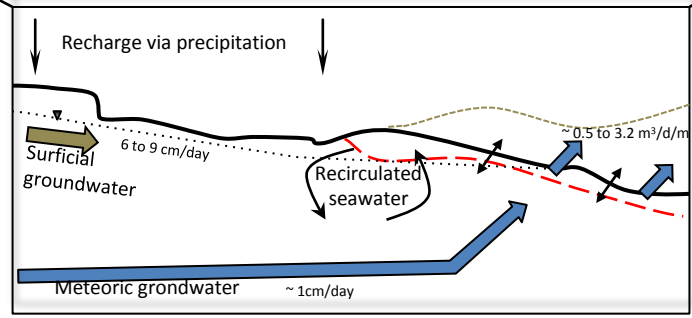 Recharge via precipitation
~ 0.5 to 3.2 m³/d/m
6 to 9 cm/day
Surficial
groundwater
Recirculated
seawater
Meteoric grondwater
~ 1cm/day